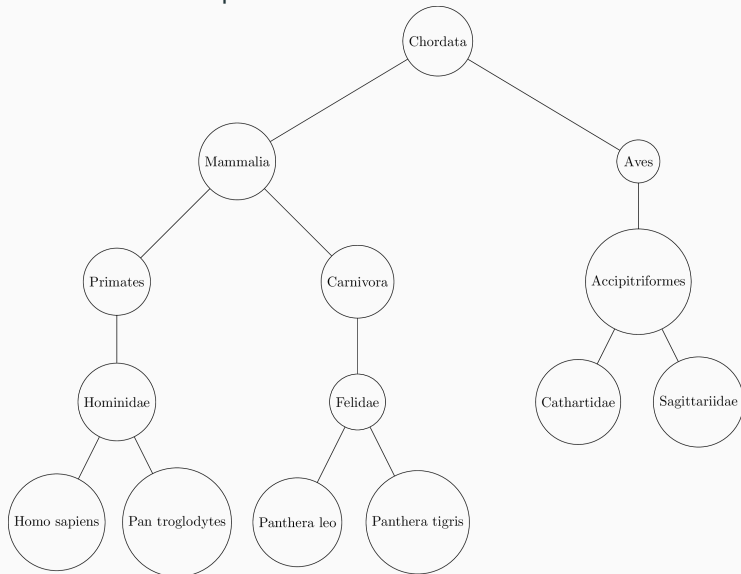 Chordata
Mammalia
Aves
Primates
Carnivora
Accipitriformes
Hominidae
Felidae
Cathartidae
Sagittariidae
Homo sapiens
Pan troglodytes
Panthera leo
Panthera tigris